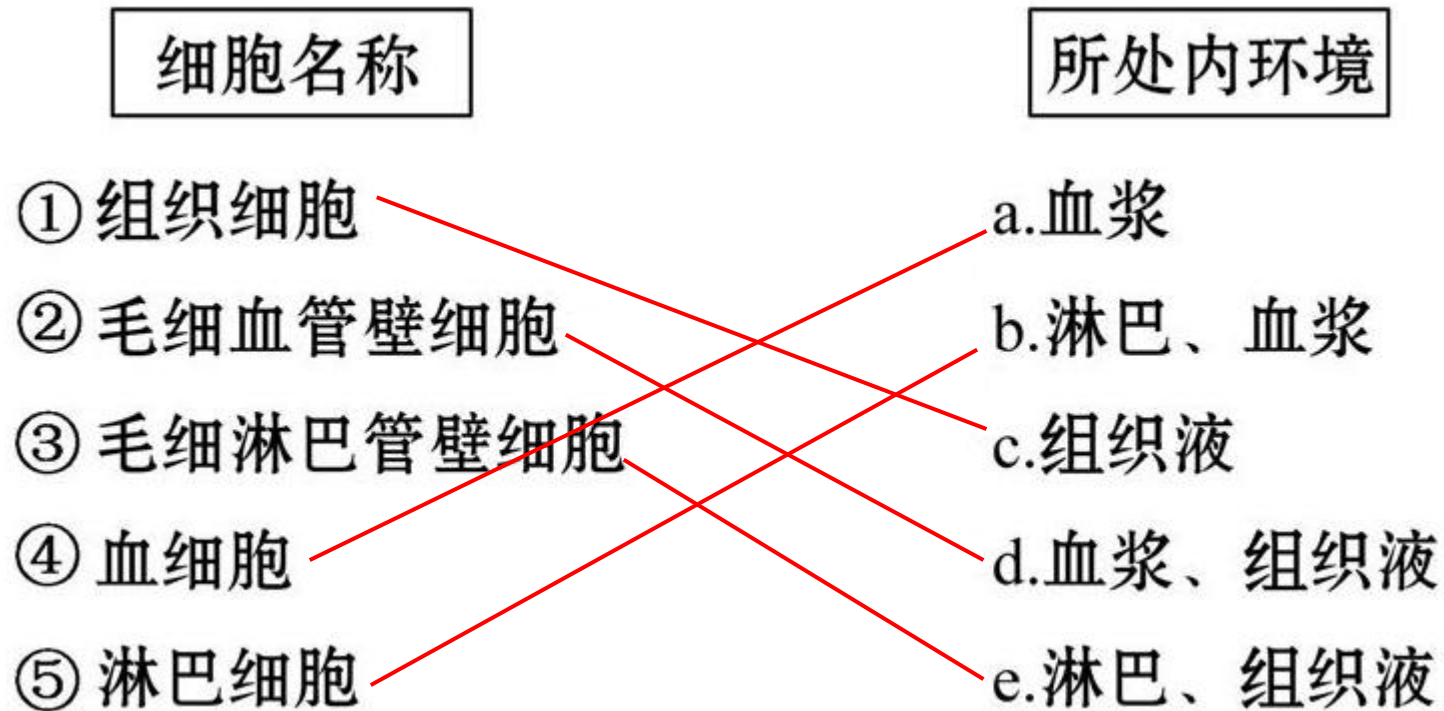 细胞名称 所处内环境
①组织细胞 a.血浆
②毛细血管壁细胞 b.淋巴、血浆
③毛细淋巴管壁细胞 c.组织液
④血细胞 d.血浆、组织液
⑤淋巴细胞 e.淋巴、组织液